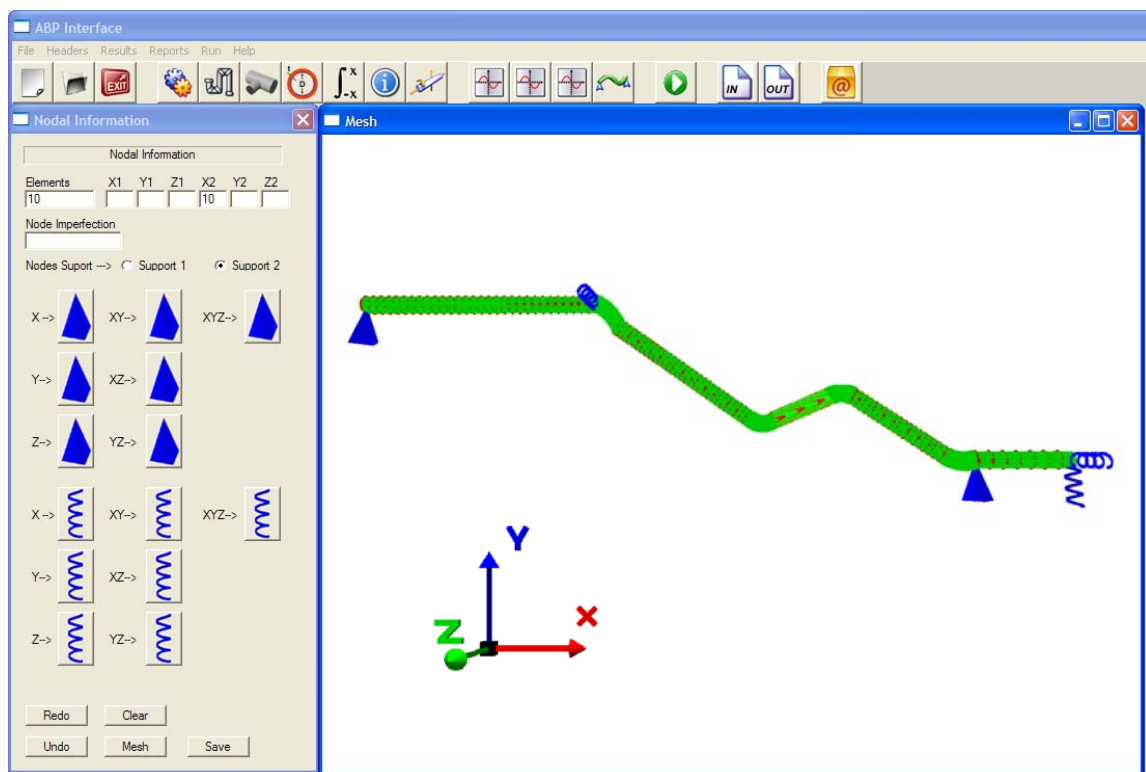 ABP Interface
File Headers Results Reports Run Help
EXIT
t
x
-x
i
IN
OUT
@
Nodal Information
Mesh
Nodal Information
Elements X1 Y1 Z1 X2 Y2 Z2
10 10
Node Imperfection
Nodes Suport --> Support 1 Support 2
X --> XY--> XYZ-->
Y--> XZ-->
Z--> YZ-->
X --> XY--> XYZ-->
Y--> XZ-->
Z--> YZ-->
Redo Clear
Undo Mesh Save
Y
X
Z